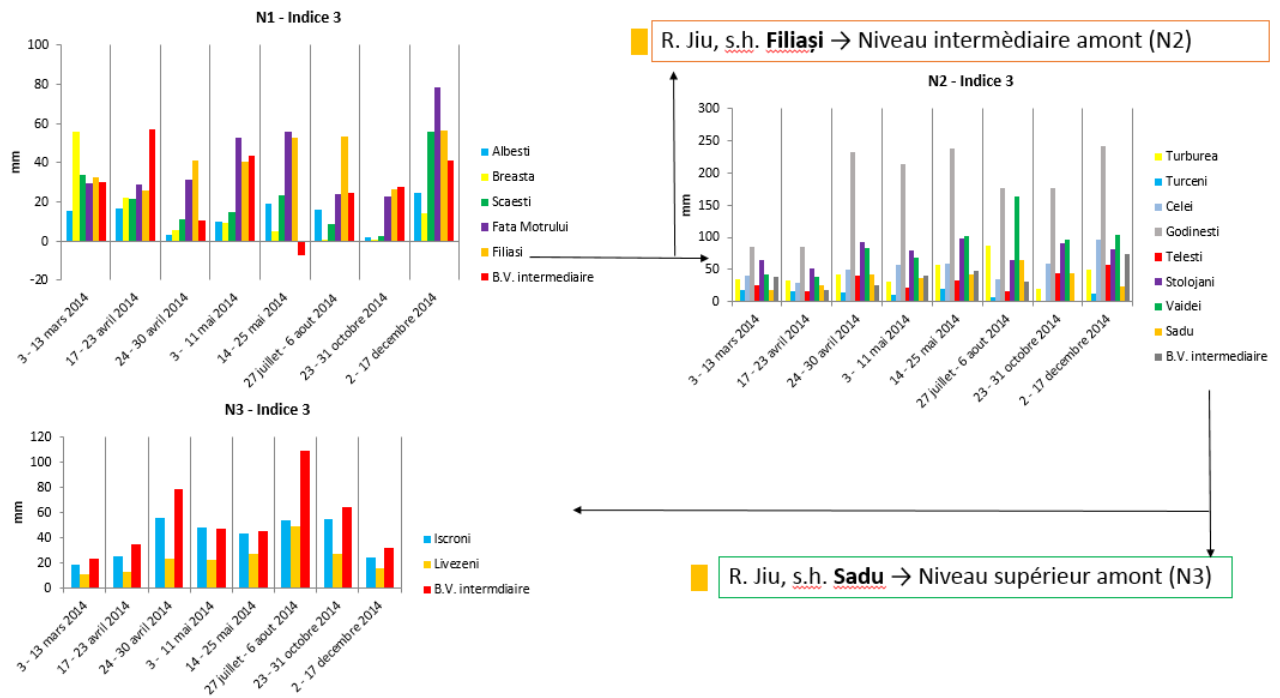 N1 - Indice 3
100
80
60
40
20
0
-20
mm
3 - 13 mars 2014
17 - 23 avril 2014
24 - 30 avril 2014
3 - 11 mai 2014
14 - 25 mai 2014
27 juillet - 6 aout 2014
23 - 31 octobre 2014
2 - 17 decembre 2014
Albesti
Breasta
Scaesti
Fata Motrului
Filiasi
B.V. intermediaire
R. Jiu, s.h. Filiași → Niveau intermèdiaire amont (N2)
N2 - Indice 3
300
250
200
150
100
50
0
mm
3 - 13 mars 2014
17 - 23 avril 2014
24 - 30 avril 2014
3 - 11 mai 2014
14 - 25 mai 2014
27 juillet - 6 aout 2014
23 - 31 octobre 2014
2 - 17 decembre 2014
Turburea
Turceni
Celei
Godinesti
Telesti
Stolojani
Vaidei
Sadu
B.V. intermediaire
N3 - Indice 3
120
100
80
60
40
20
0
mm
3 - 13 mars 2014
17 - 23 avril 2014
24 - 30 avril 2014
3 - 11 mai 2014
14 - 25 mai 2014
27 juillet - 6 aout 2014
23 - 31 octobre 2014
2 - 17 decembre 2014
Iscroni
Livezeni
B.V. intermdiaire
R. Jiu, s.h. Sadu → Niveau supérieur amont (N3)